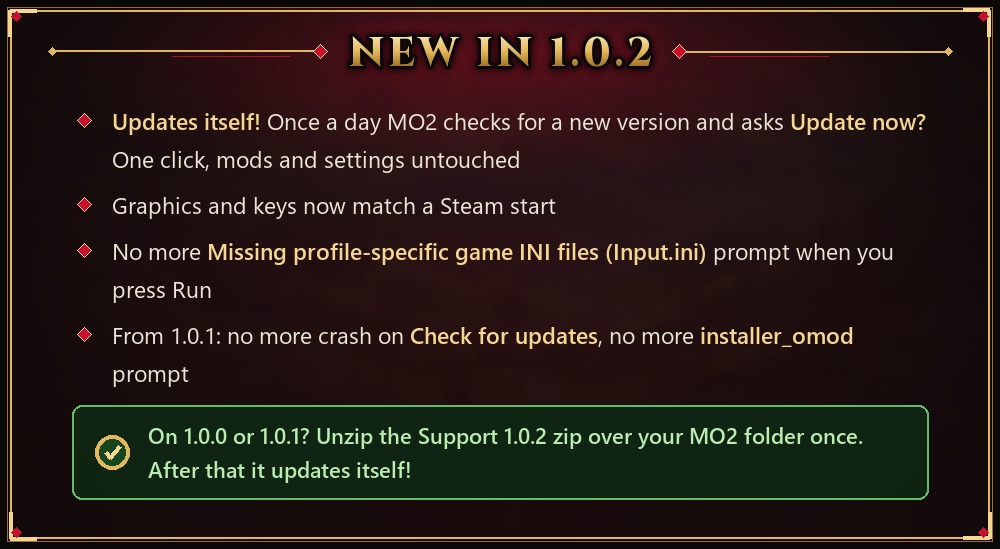 NEW IN 1.0.2
Updates itself! Once a day MO2 checks for a new version and asks Update now?
One click, mods and settings untouched
Graphics and keys now match a Steam start
No more Missing profile-specific game INI files (Input.ini) prompt when you
press Run
From 1.0.1: no more crash on Check for updates, no more installer_omod
prompt
On 1.0.0 or 1.0.1? Unzip the Support 1.0.2 zip over your MO2 folder once.
After that it updates itself!